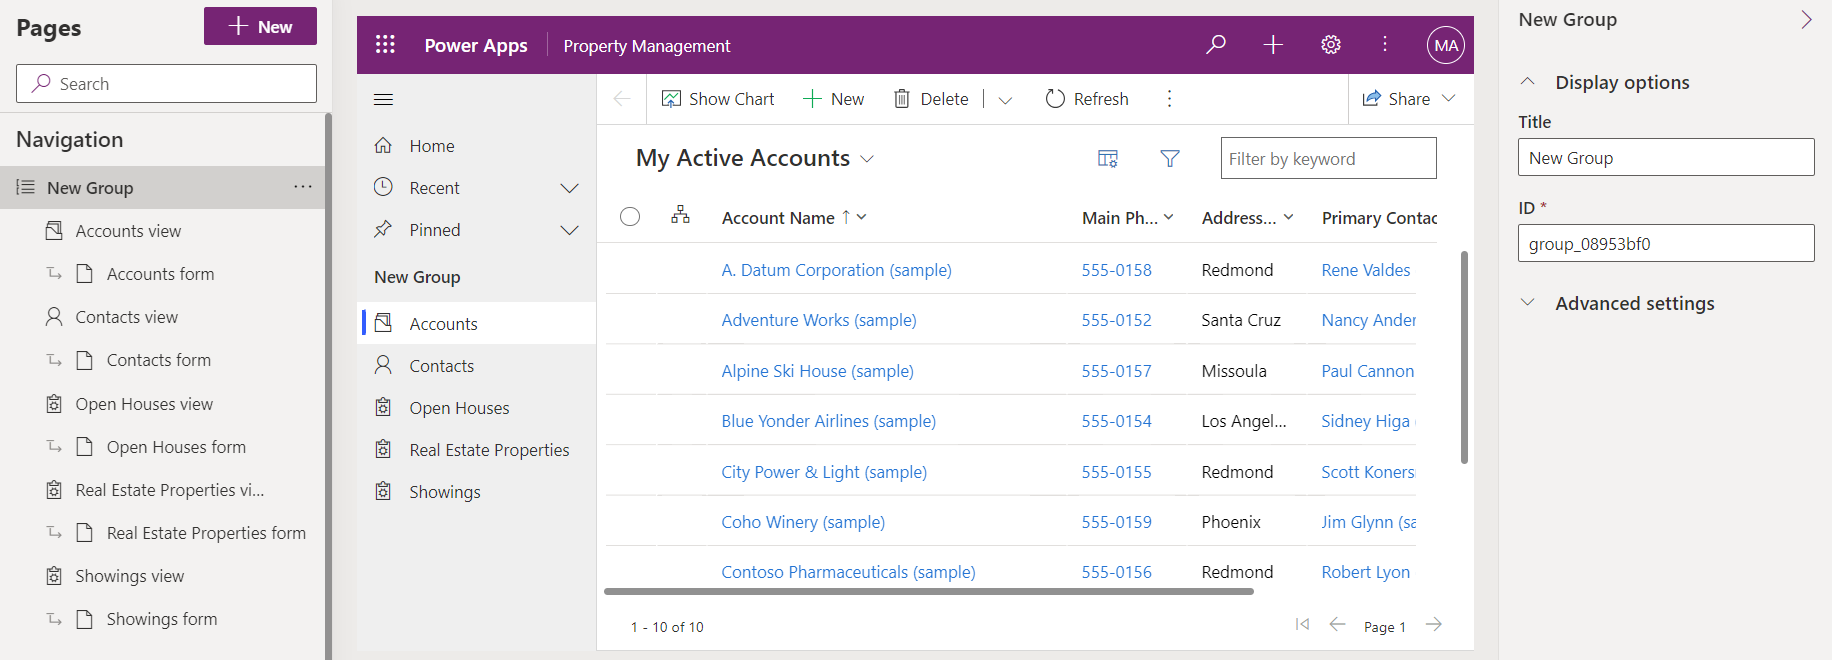 Pages
New
Search
Navigation
New Group
Accounts view
Accounts form
Contacts view
Contacts form
Open Houses view
Open Houses form
Real Estate Properties vi...
Real Estate Properties form
Showings view
Showings form
Power Apps
Property Management
MA
Home
Recent
Pinned
New Group
Accounts
Contacts
Open Houses
Real Estate Properties
Showings
Show Chart
New
Delete
Refresh
Share
My Active Accounts
Filter by keyword
Account Name Main Ph... Address... Primary Contac
A. Datum Corporation (sample) 555-0158 Redmond Rene Valdes
Adventure Works (sample) 555-0152 Santa Cruz Nancy Ander
Alpine Ski House (sample) 555-0157 Missoula Paul Cannon
Blue Yonder Airlines (sample) 555-0154 Los Angel... Sidney Higa (
City Power & Light (sample) 555-0155 Redmond Scott Koners
Coho Winery (sample) 555-0159 Phoenix Jim Glynn (sa
Contoso Pharmaceuticals (sample) 555-0156 Redmond Robert Lyon
1 - 10 of 10
Page 1
New Group
Display options
Title
New Group
ID *
group_08953bf0
Advanced settings